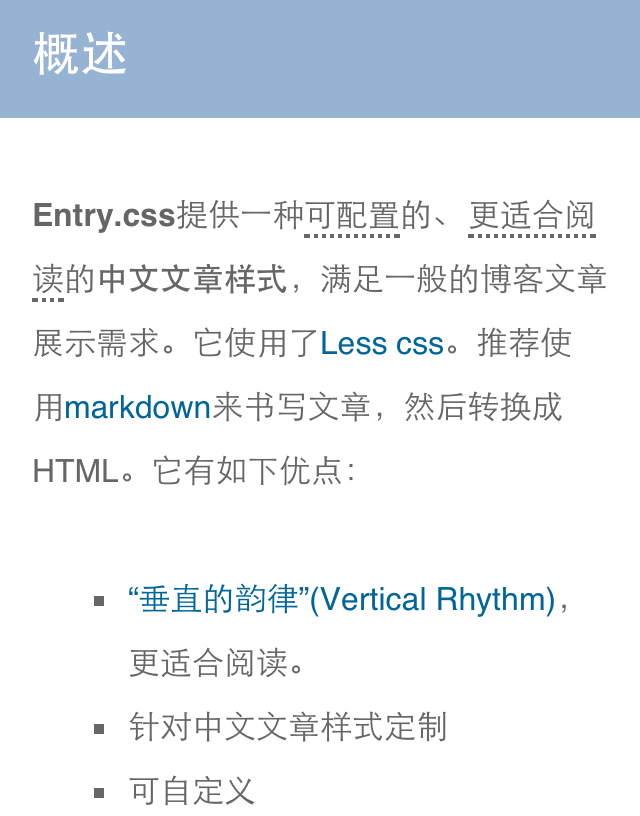 概述
Entry.css提供一种可配置的、更适合阅
读的中文文章样式，满足一般的博客文章
展示需求。它使用了Less css。推荐使
用markdown来书写文章，然后转换成
HTML。它有如下优点：
“垂直的韵律”(Vertical Rhythm)，
更适合阅读。
针对中文文章样式定制
可自定义